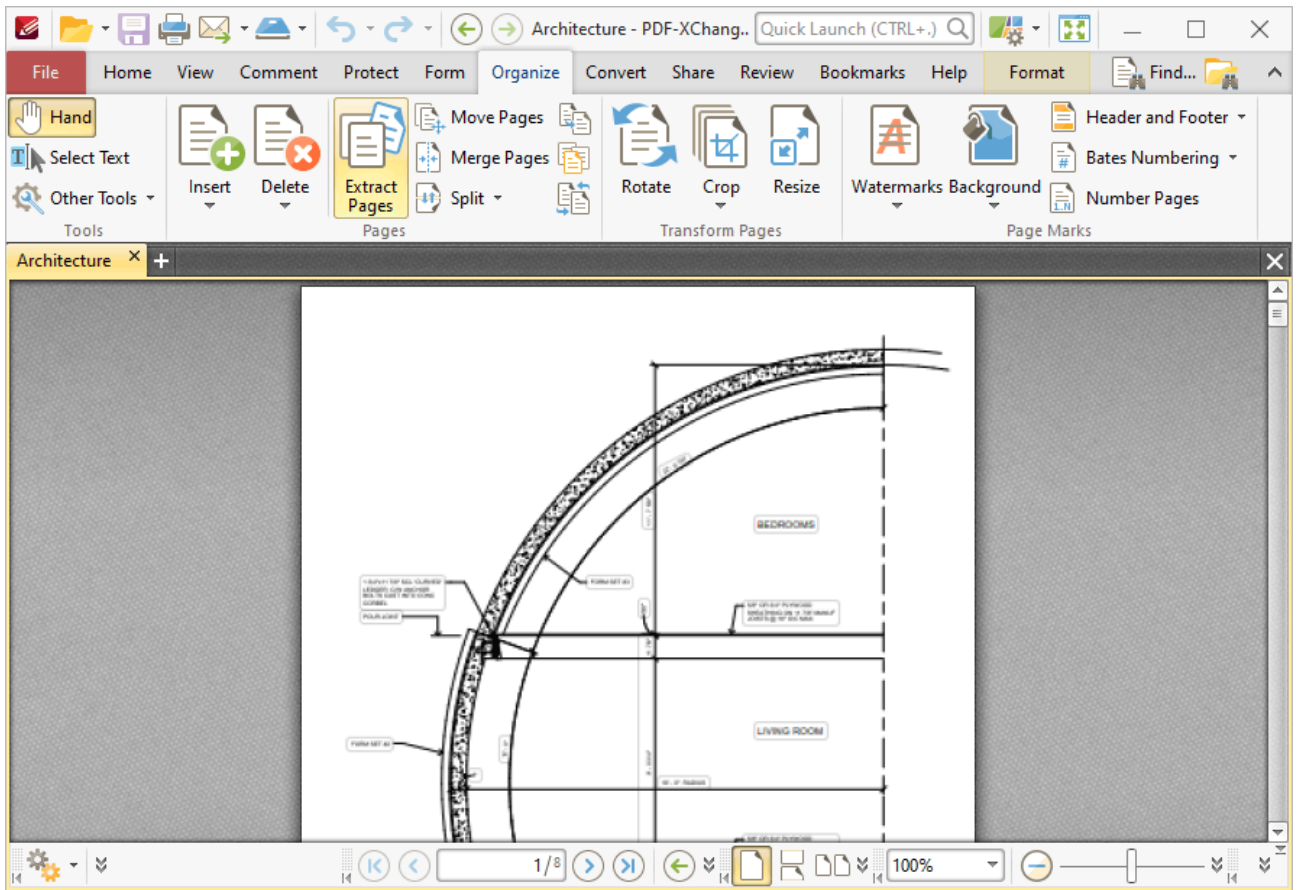 Architecture - PDF-XChang..
Quick Launch (CTRL+.)
File Home View Comment Protect Form Organize Convert Share Review Bookmarks Help Format Find...
Hand
Select Text
Other Tools
Tools
Insert
Delete
Extract
Pages
Move Pages
Merge Pages
Split
Pages
Rotate
Crop
Resize
Transform Pages
Watermarks
Background
Header and Footer
Bates Numbering
Number Pages
Page Marks
Architecture
BEDROOMS
POUR JOINT
LIVING ROOM
1/8
100%